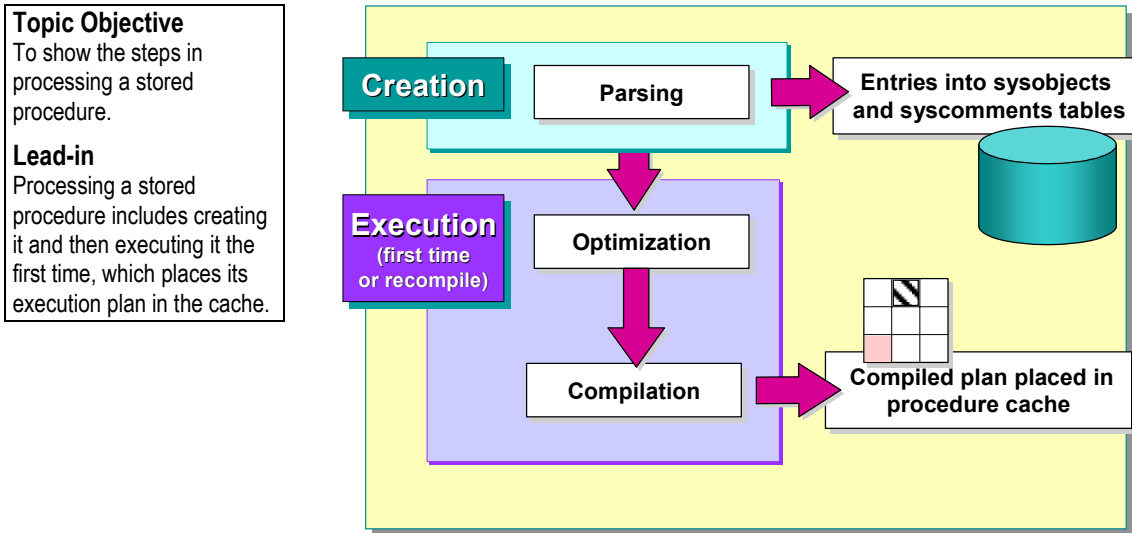 Topic Objective
To show the steps in
processing a stored
procedure.
Lead-in
Processing a stored
procedure includes creating
it and then executing it the
first time, which places its
execution plan in the cache.
Creation
Parsing
Entries into sysobjects
and syscomments tables
Execution
(first time
or recompile)
Optimization
Compilation
Compiled plan placed in
procedure cache